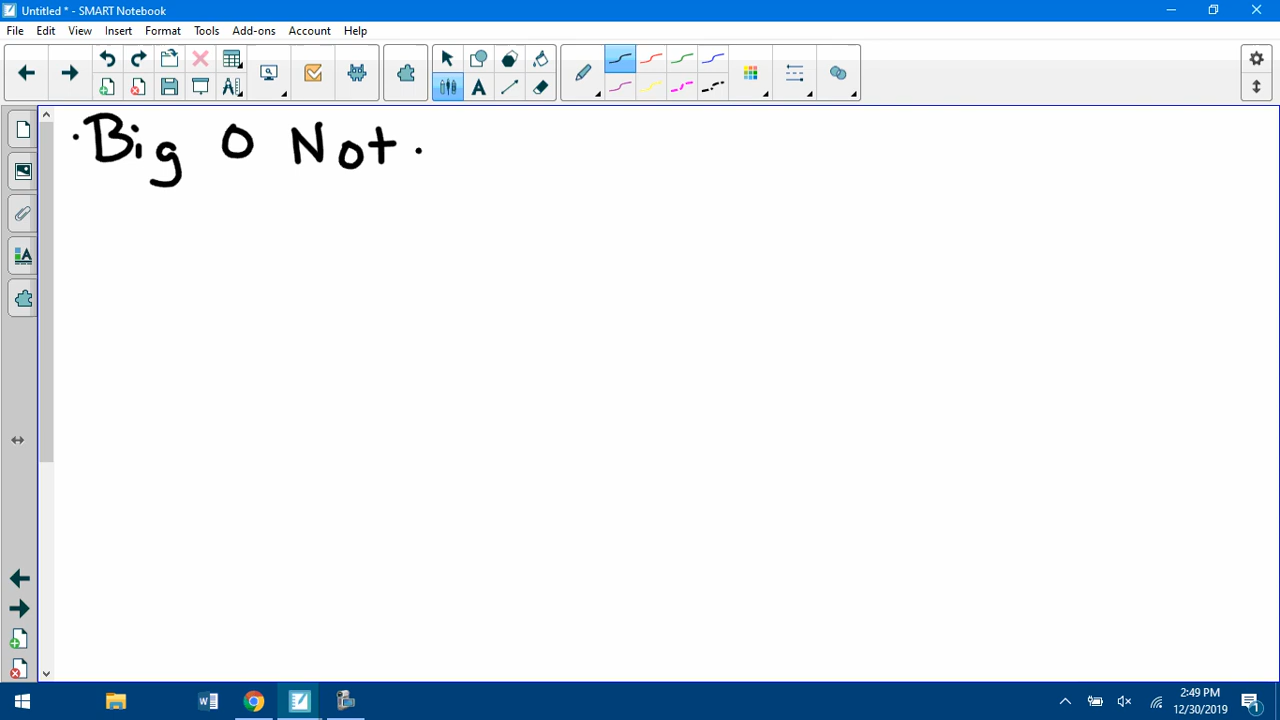 Untitled * - SMART Notebook
File Edit View Insert Format Tools Add-ons Account Help
·Big O Not ·
2:49 PM
12/30/2019